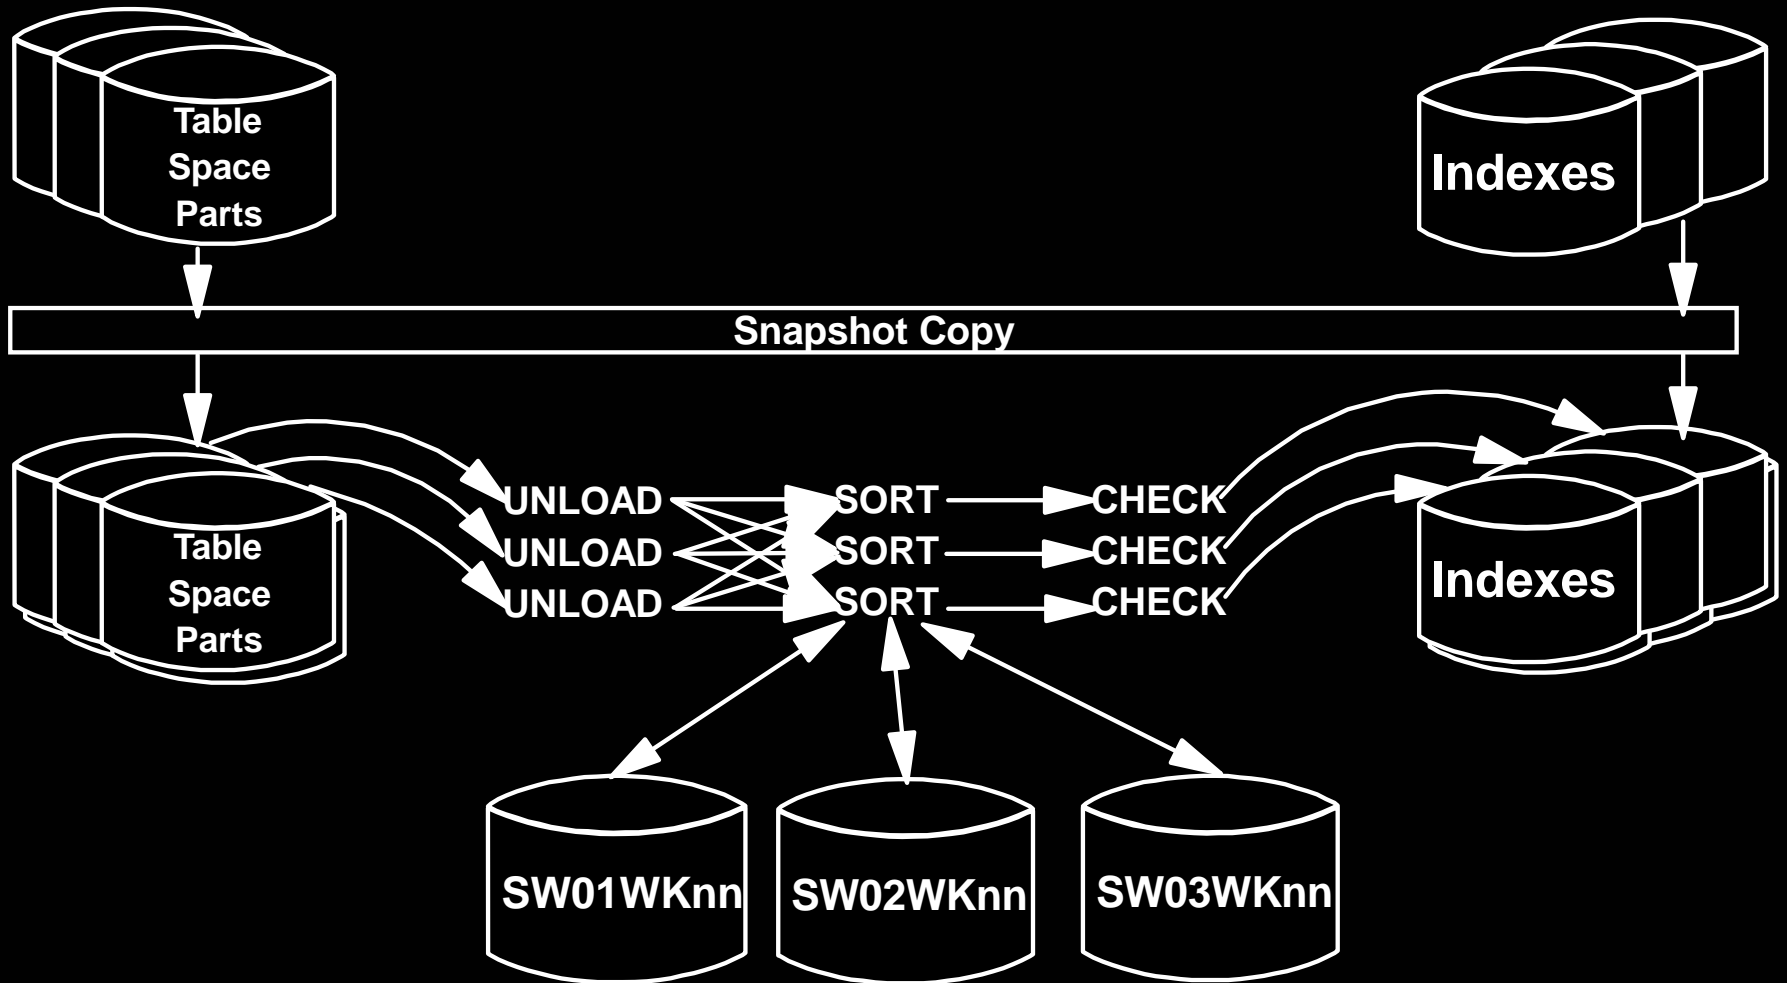 Table
Space
Parts
Indexes
Snapshot Copy
Table
Space
Parts
UNLOAD
SORT
CHECK
UNLOAD
SORT
CHECK
UNLOAD
SORT
CHECK
Indexes
SW01WKnn
SW02WKnn
SW03WKnn